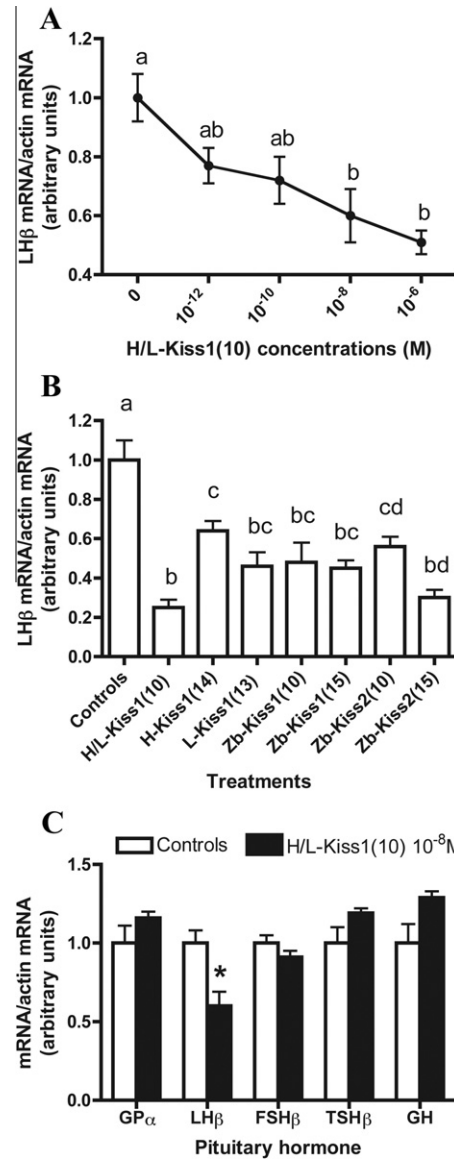 A
LHβ mRNA/actin mRNA
(arbitrary units)
1.0
0.8
0.6
0.4
a
ab
ab
b
b
0
10⁻¹²
10⁻¹⁰
10⁻⁸
10⁻⁶
H/L-Kiss1(10) concentrations (M)
B
LHβ mRNA/actin mRNA
(arbitrary units)
1.2
1.0
0.8
0.6
0.4
0.2
0.0
a
b
c
bc
bc
bc
cd
bd
Controls
H/L-Kiss1(10)
H-Kiss1(14)
L-Kiss1(13)
Zb-Kiss1(10)
Zb-Kiss1(15)
Zb-Kiss2(10)
Zb-Kiss2(15)
Treatments
C
Controls
H/L-Kiss1(10) 10⁻⁸M
mRNA/actin mRNA
(arbitrary units)
1.5
1.0
0.5
0.0
*
GPα
LHβ
FSHβ
TSHβ
GH
Pituitary hormone